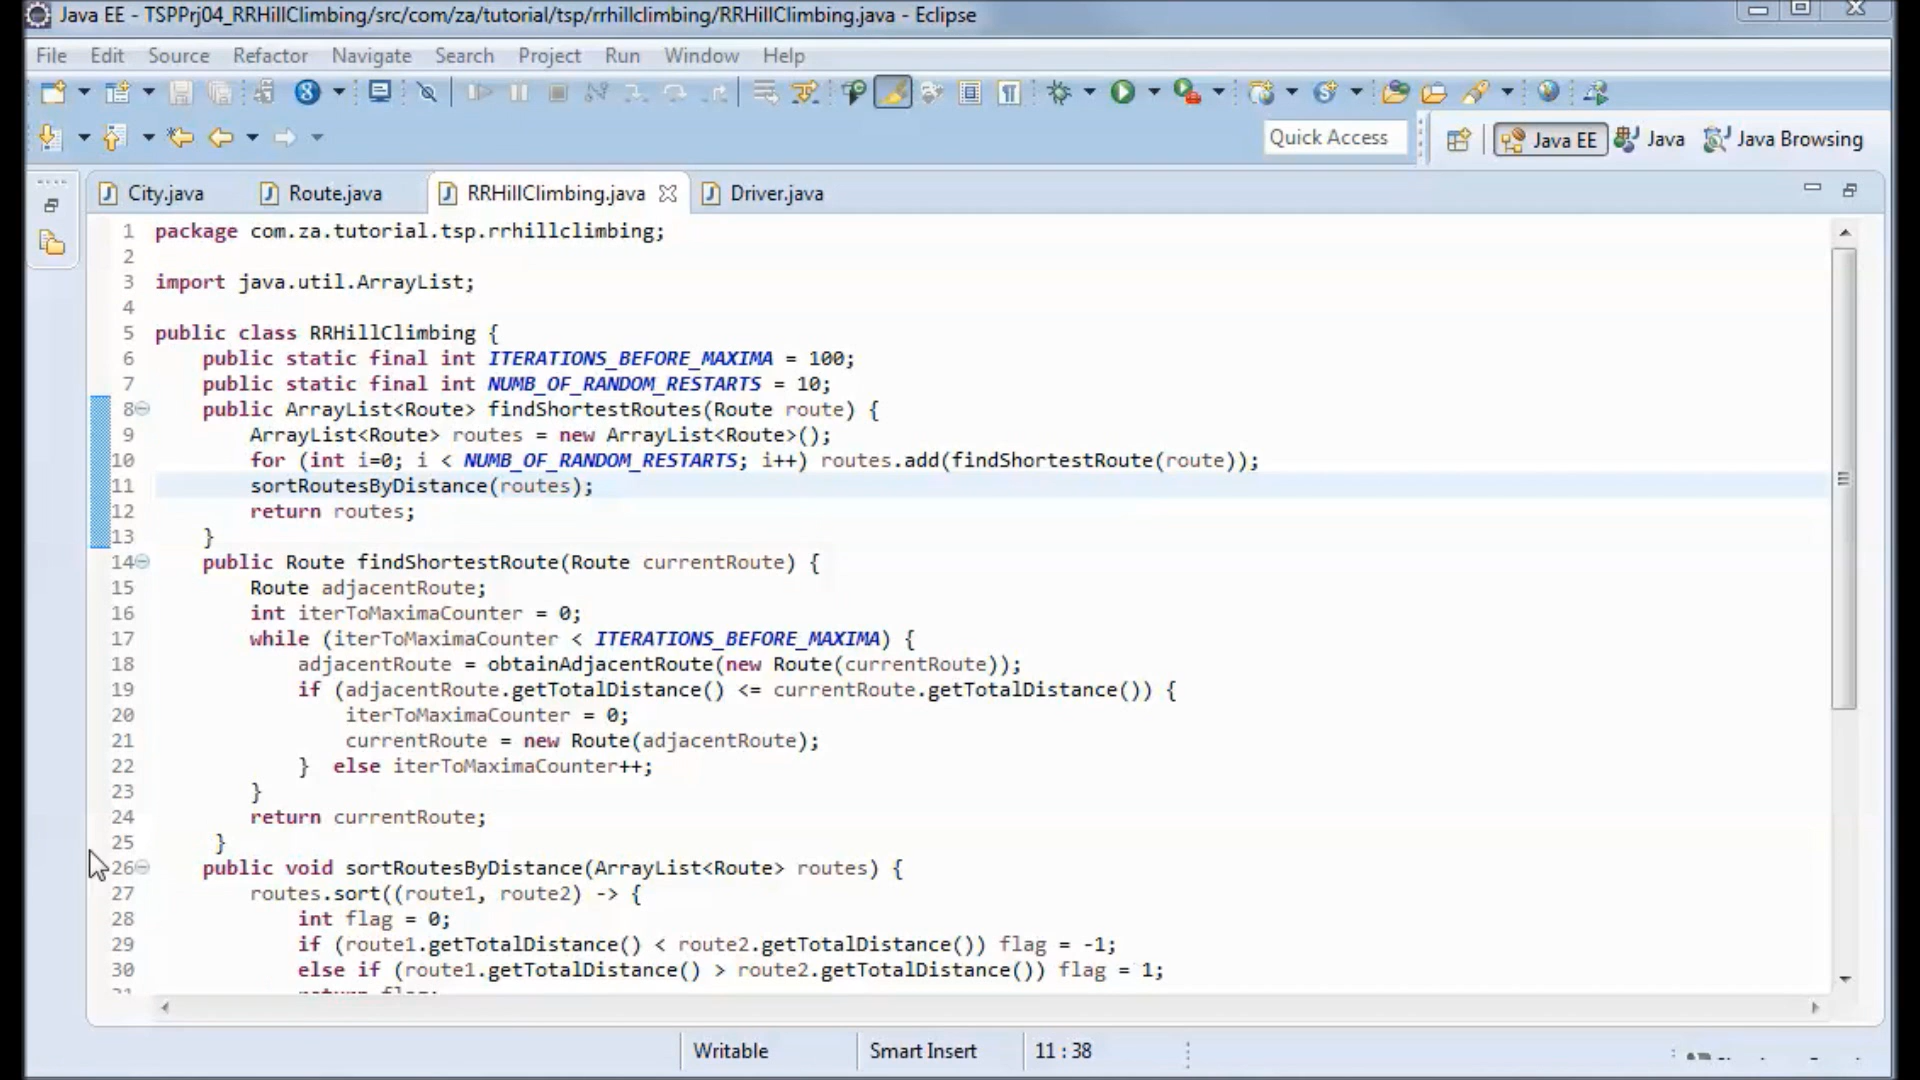 Java EE - TSPPrj04_RRHillClimbing/src/com/za/tutorial/tsp/rrhillclimbing/RRHillClimbing.java - Eclipse
File Edit Source Refactor Navigate Search Project Run Window Help
Quick Access Java EE Java Java Browsing
City.java Route.java RRHillClimbing.java Driver.java
1 package com.za.tutorial.tsp.rrhillclimbing;
2
3 import java.util.ArrayList;
4
5 public class RRHillClimbing {
6 public static final int ITERATIONS_BEFORE_MAXIMA = 100;
7 public static final int NUMB_OF_RANDOM_RESTARTS = 10;
8 public ArrayList<Route> findShortestRoutes(Route route) {
9 ArrayList<Route> routes = new ArrayList<Route>();
10 for (int i=0; i < NUMB_OF_RANDOM_RESTARTS; i++) routes.add(findShortestRoute(route));
11 sortRoutesByDistance(routes);
12 return routes;
13 }
14 public Route findShortestRoute(Route currentRoute) {
15 Route adjacentRoute;
16 int iterToMaximaCounter = 0;
17 while (iterToMaximaCounter < ITERATIONS_BEFORE_MAXIMA) {
18 adjacentRoute = obtainAdjacentRoute(new Route(currentRoute));
19 if (adjacentRoute.getTotalDistance() <= currentRoute.getTotalDistance()) {
20 iterToMaximaCounter = 0;
21 currentRoute = new Route(adjacentRoute);
22 } else iterToMaximaCounter++;
23 }
24 return currentRoute;
25 }
26 public void sortRoutesByDistance(ArrayList<Route> routes) {
27 routes.sort((route1, route2) -> {
28 int flag = 0;
29 if (route1.getTotalDistance() < route2.getTotalDistance()) flag = -1;
30 else if (route1.getTotalDistance() > route2.getTotalDistance()) flag = 1;
Writable Smart Insert 11 : 38